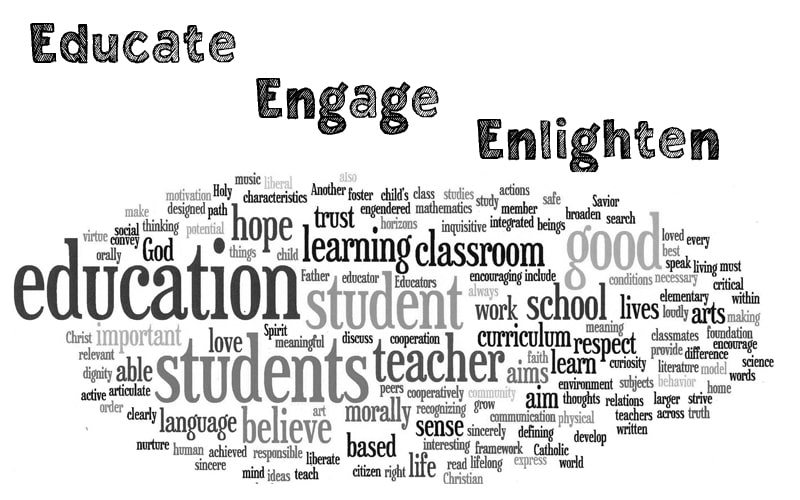 Educate
Engage
Enlighten
music liberal also
motivation Holy characteristics Another foster child's class studies study actions safe Savior
make designed path engendered mathematics member broaden search
virtue social thinking potential hope trust horizons inquisitive integrated beings good loved every
convey God things child learning classroom best
orally speak living must
education Father educator Educators encouraging include conditions necessary critical
student always work school lives elementary within
loudly arts making
Christ important love Spirit meaningful discuss cooperation curriculum respect meaning classmates foundation encourage
relevant students teacher aims faith learn curiosity provide difference science
dignity able literature model words
active articulate peers cooperatively community aim environment subjects behavior home
order clearly language believe art morally recognizing grow thoughts relations larger strive
communication physical teachers across truth
sense sincerely defining develop written
nurture human achieved responsible based interesting framework Catholic
sincere liberate life read lifelong express world
mind ideas teach citizen right Christian